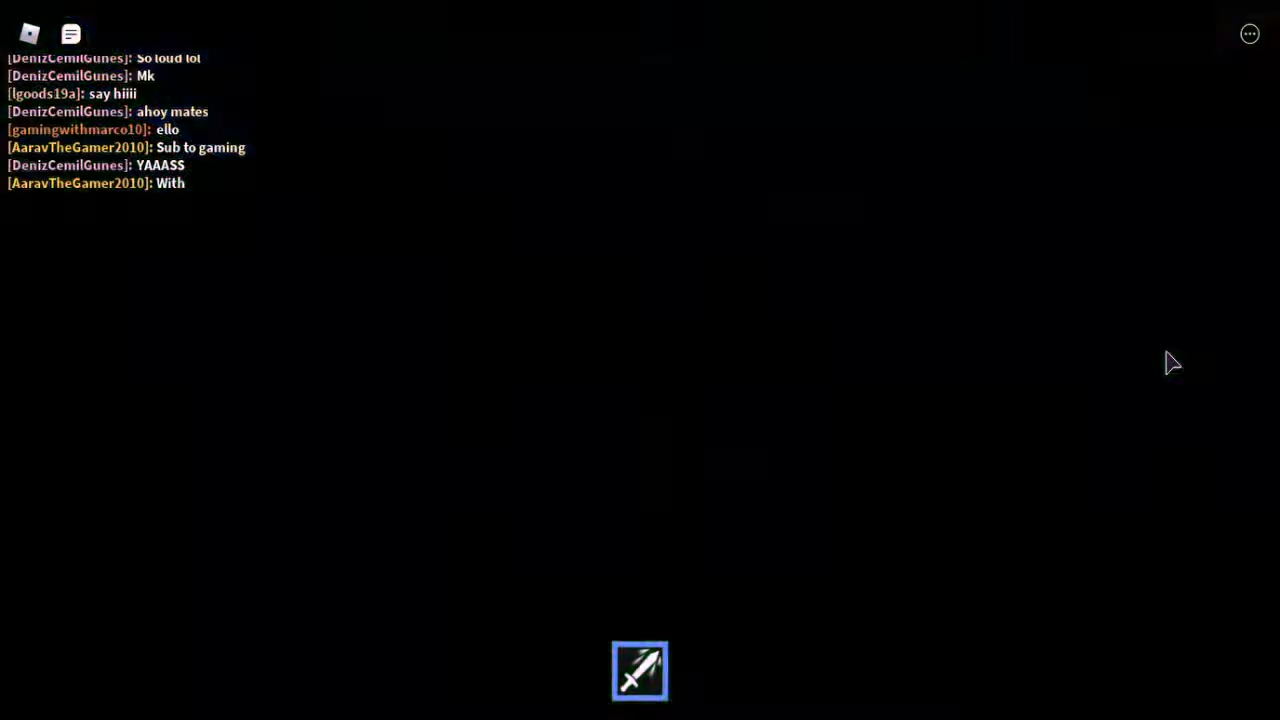 [DenizCemilGunes]: So loud lol
[DenizCemilGunes]: Mk
[lgoods19a]: say hiiii
[DenizCemilGunes]: ahoy mates
[gamingwithmarco10]: ello
[AaravTheGamer2010]: Sub to gaming
[DenizCemilGunes]: YAAASS
[AaravTheGamer2010]: With